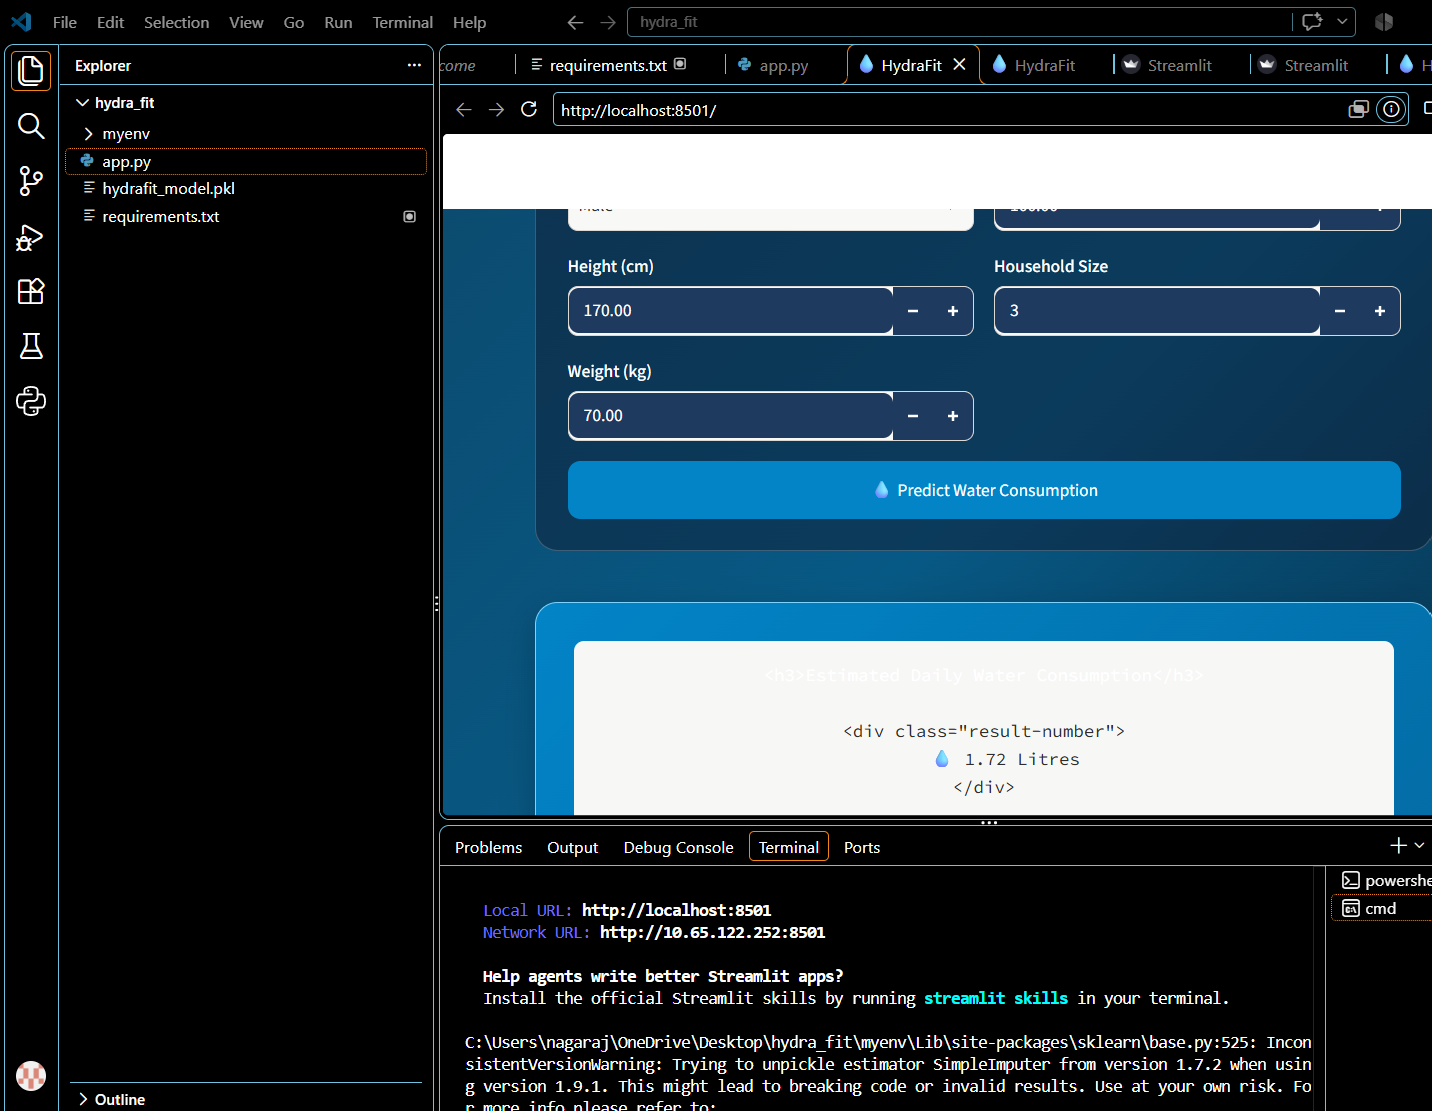 File Edit Selection View Go Run Terminal Help
hydra_fit
Explorer
come
requirements.txt
app.py
HydraFit
HydraFit
Streamlit
Streamlit
H
hydra_fit
myenv
app.py
hydrafit_model.pkl
requirements.txt
http://localhost:8501/
Height (cm)
Household Size
170.00
3
Weight (kg)
70.00
💧 Predict Water Consumption
<h3>Estimated Daily Water Consumption</h3>
<div class="result-number">
💧 1.72 Litres
</div>
Problems Output Debug Console Terminal Ports
powershe
cmd
Local URL: http://localhost:8501
Network URL: http://10.65.122.252:8501
Help agents write better Streamlit apps?
Install the official Streamlit skills by running streamlit skills in your terminal.
C:\Users\nagaraj\OneDrive\Desktop\hydra_fit\myenv\Lib\site-packages\sklearn\base.py:525: Incon
sistentVersionWarning: Trying to unpickle estimator SimpleImputer from version 1.7.2 when usin
g version 1.9.1. This might lead to breaking code or invalid results. Use at your own risk. Fo
r more info please refer to:
Outline